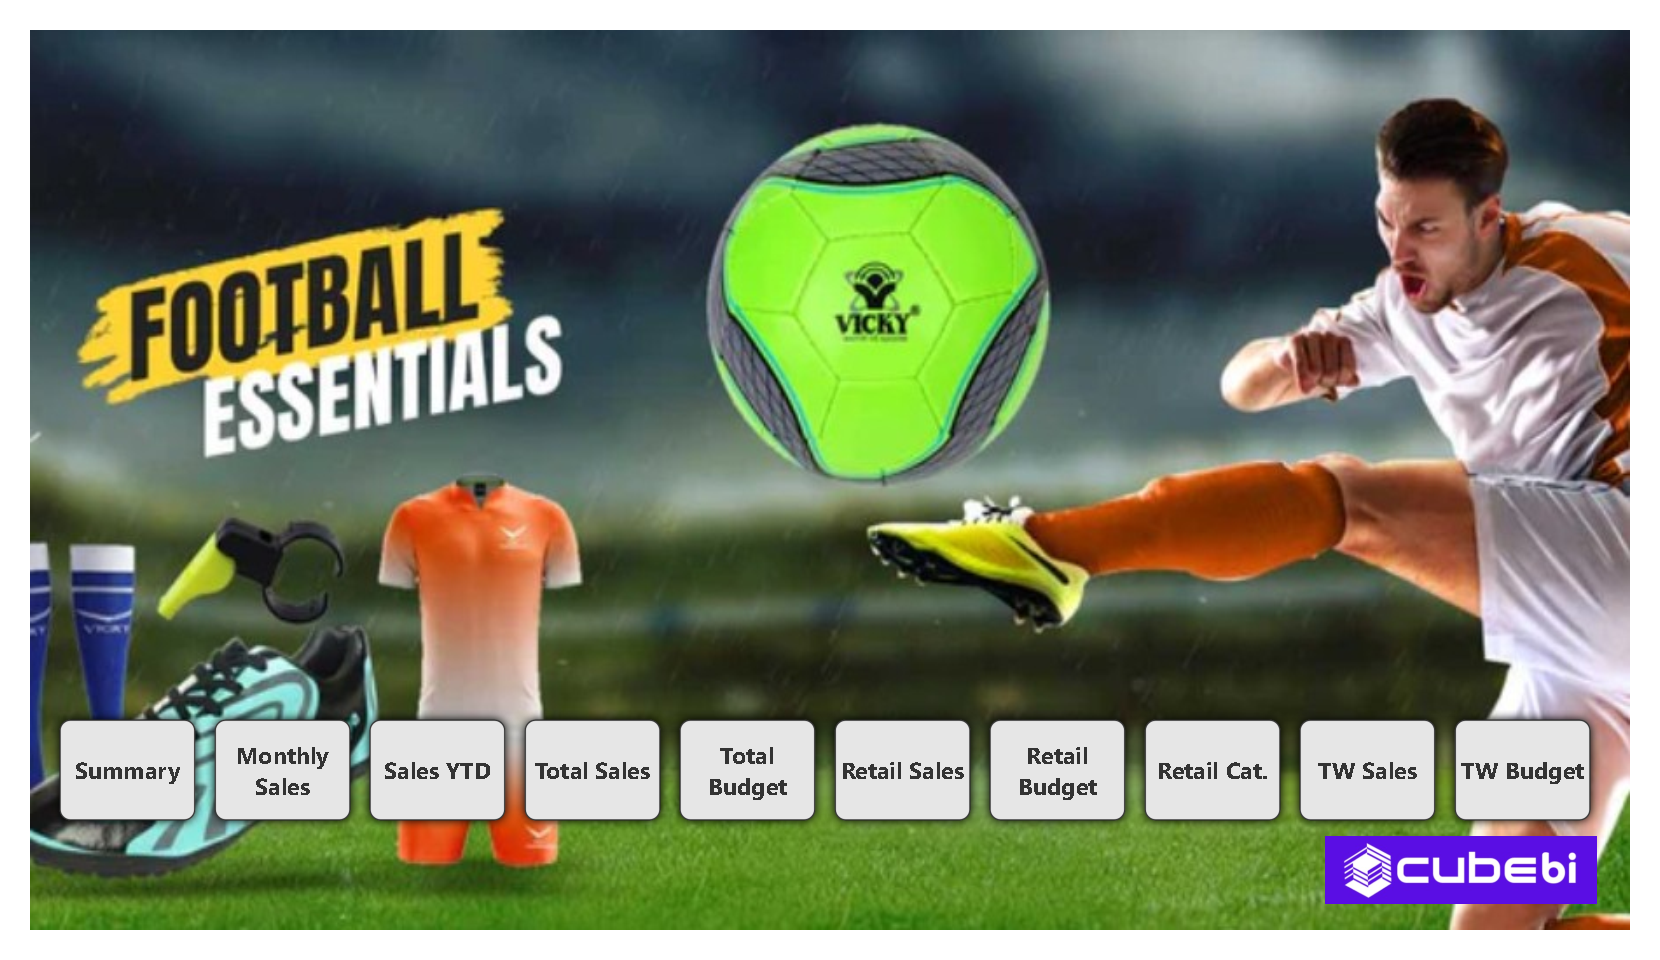 FOOTBALL
ESSENTIALS
VICKY®
VICKY
Summary
Monthly
Sales
Sales YTD
Total Sales
Total
Budget
Retail Sales
Retail
Budget
Retail Cat.
TW Sales
TW Budget
cubebi